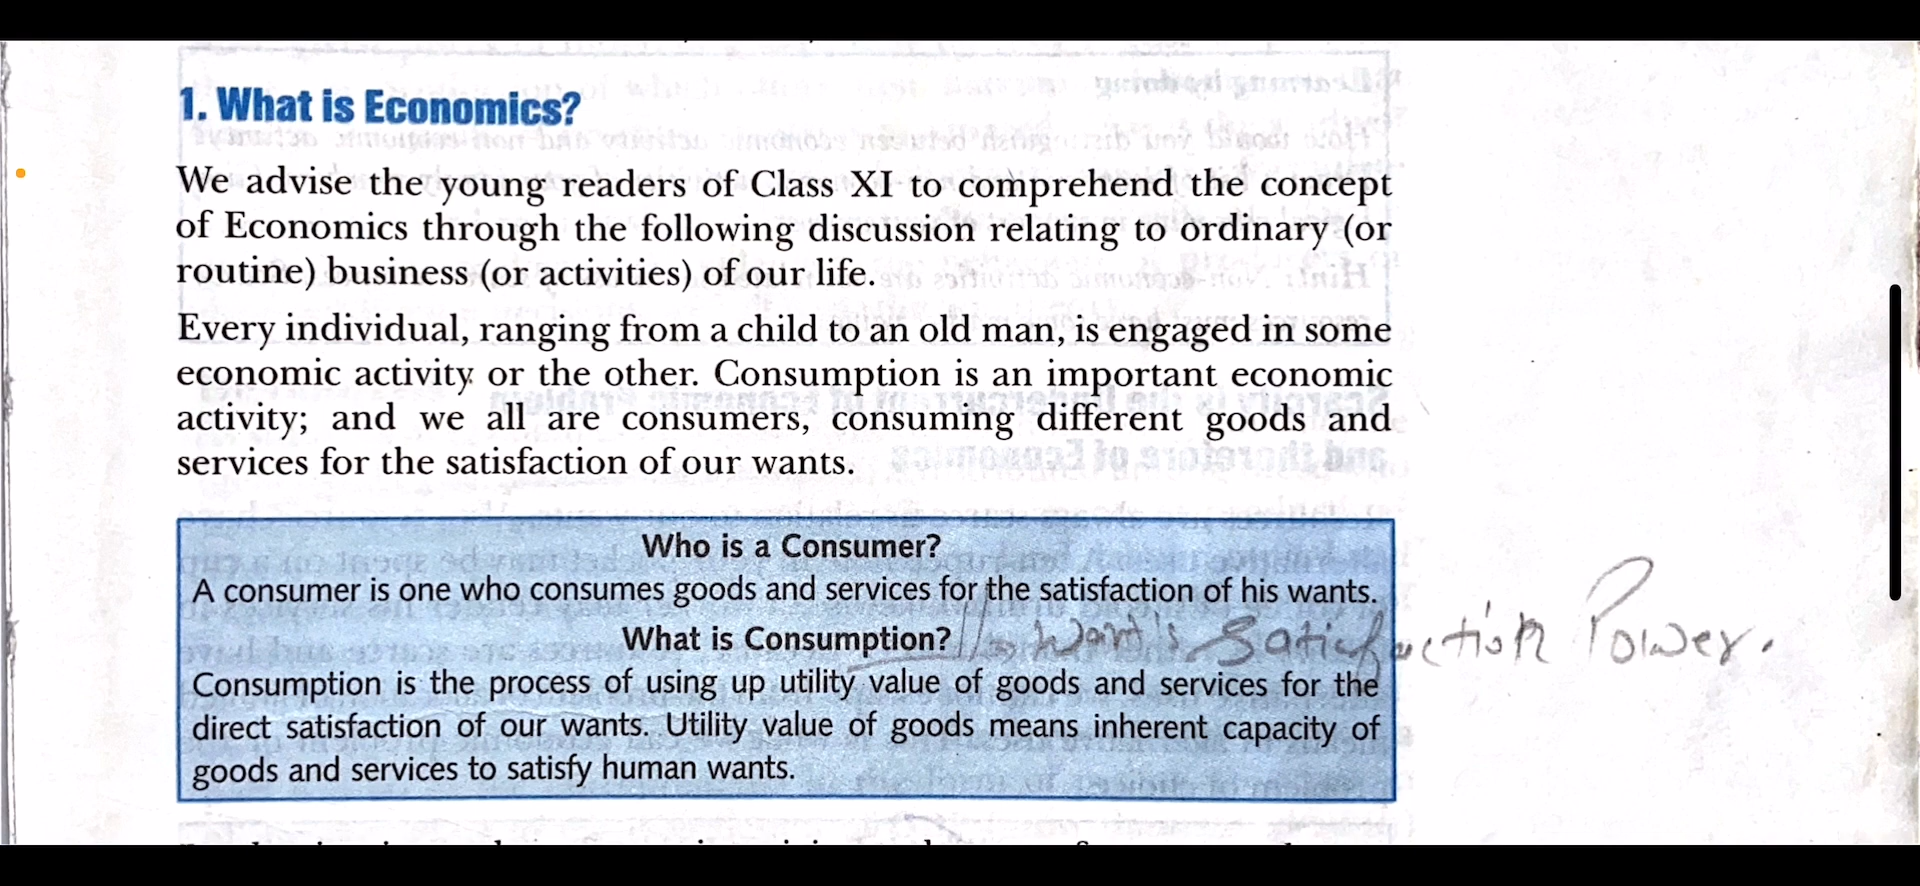 1. What is Economics?
We advise the young readers of Class XI to comprehend the concept
of Economics through the following discussion relating to ordinary (or
routine) business (or activities) of our life.
Every individual, ranging from a child to an old man, is engaged in some
economic activity or the other. Consumption is an important economic
activity; and we all are consumers, consuming different goods and
services for the satisfaction of our wants.
Who is a Consumer?
A consumer is one who consumes goods and services for the satisfaction of his wants.
What is Consumption? want's Satisfaction Power.
Consumption is the process of using up utility value of goods and services for the
direct satisfaction of our wants. Utility value of goods means inherent capacity of
goods and services to satisfy human wants.